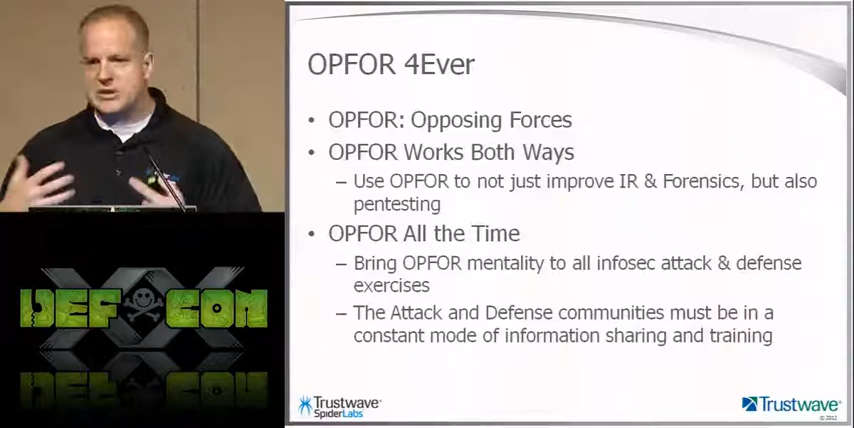 OPFOR 4Ever
• OPFOR: Opposing Forces
• OPFOR Works Both Ways
– Use OPFOR to not just improve IR & Forensics, but also
pentesting
• OPFOR All the Time
– Bring OPFOR mentality to all infosec attack & defense
exercises
– The Attack and Defense communities must be in a
constant mode of information sharing and training
DEF CON
XX
Trustwave®
SpiderLabs
Trustwave®
© 2012